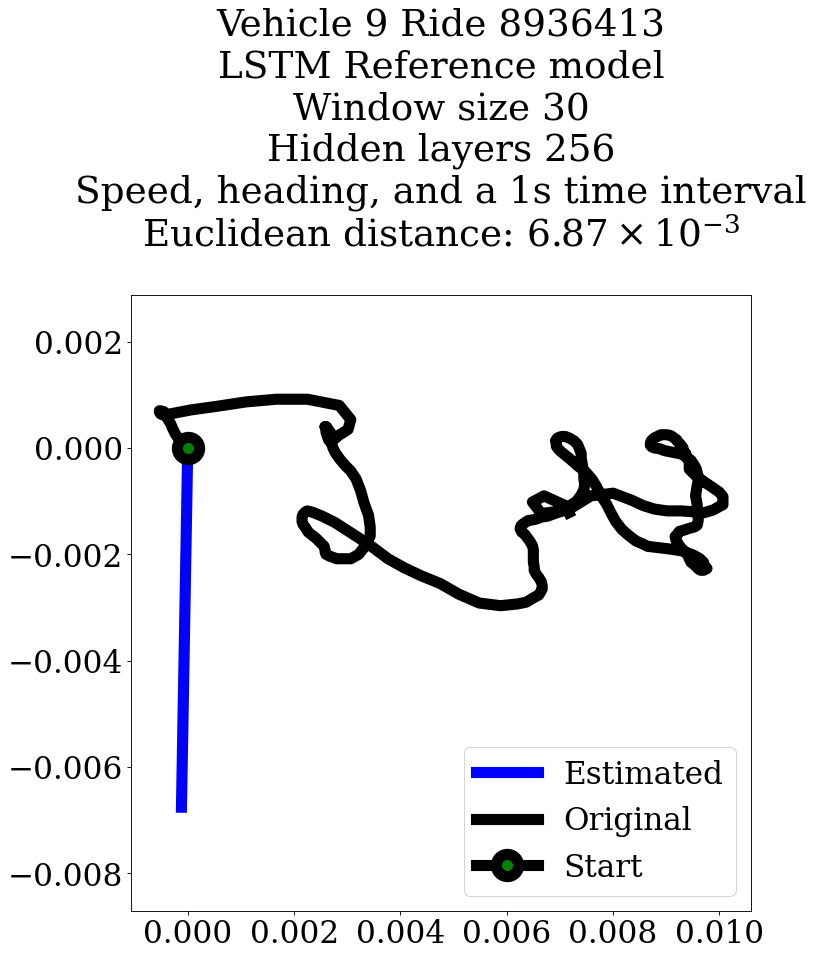 Vehicle 9 Ride 8936413
LSTM Reference model
Window size 30
Hidden layers 256
Speed, heading, and a 1s time interval
Euclidean distance: 6.87 × 10⁻³
0.002
0.000
−0.002
−0.004
−0.006
−0.008
Estimated
Original
Start
0.000 0.002 0.004 0.006 0.008 0.010